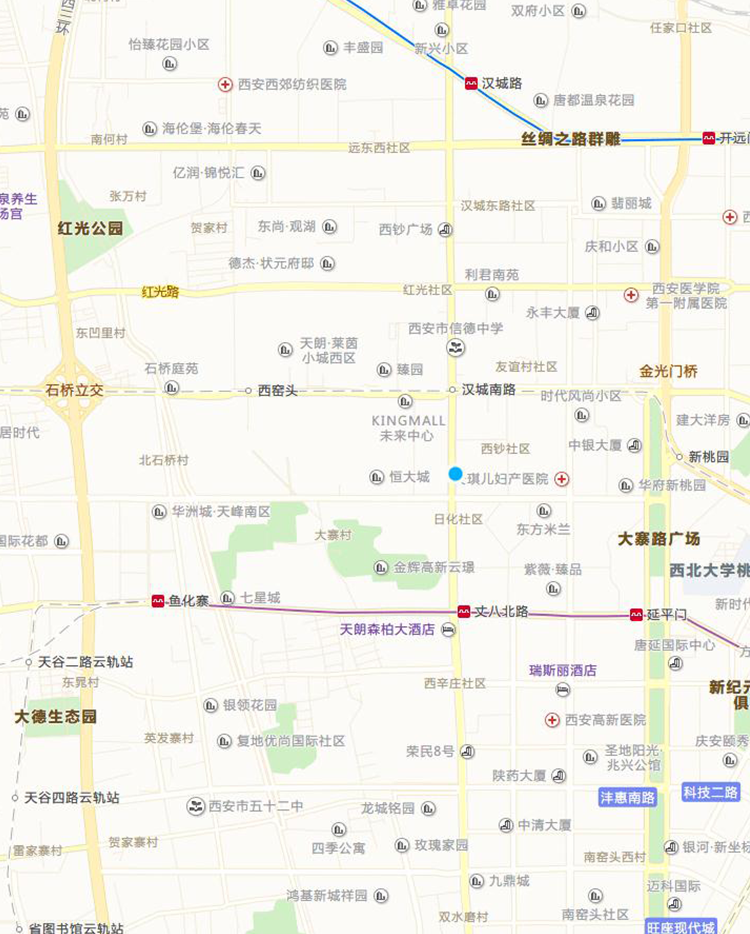 雅卓花园
双府小区
西三环
任家口社区
怡臻花园小区
丰盛园
新兴小区
西安西郊纺织医院
汉城路
唐都温泉花园
苑
海伦堡·海伦春天
南何村
丝绸之路群雕
开远门
远东西社区
亿润·锦悦汇
张万村
泉养生
汤宫
汉城东路社区
翡丽城
红光公园
贺家村
东尚·观湖
西钞广场
西
庆和小区
德杰·状元府邸
利君南苑
红光路
红光社区
西安医学院
第一附属医院
永丰大厦
东凹里村
西安市信德中学
天朗·莱茵
小城西区
石桥庭苑
臻园
友谊村社区
金光门桥
石桥立交
西窑头
汉城南路
时代风尚小区
KINGMALL
未来中心
建大洋房
居时代
中银大厦
西钞社区
北石桥村
新桃园
恒大城
琪儿妇产医院
华府新桃园
华洲城·天峰南区
日化社区
东方米兰
大寨村
国际花都
大寨路广场
金辉高新云璟
紫薇·臻品
西北大学桃
鱼化寨
七星城
丈八北路
延平门
新时代
天朗森柏大酒店
唐延国际中心
方
天谷二路云轨站
瑞斯丽酒店
东晁村
西辛庄社区
新纪元
俱
银领花园
大德生态园
西安高新医院
英发寨村
复地优尚国际社区
荣民8号
圣地阳光·
兆兴公馆
庆安颐秀
陕药大厦
天谷四路云轨站
沣惠南路
科技二路
西安市五十二中
龙城铭园
中清大厦
贺家寨村
雷家寨村
四季公寓
玫瑰家园
南窑头西村
银河·新坐标
九鼎城
迈科国际
鸿基新城祥园
双水磨村
南窑头社区
省图书馆云轨站
旺座现代城